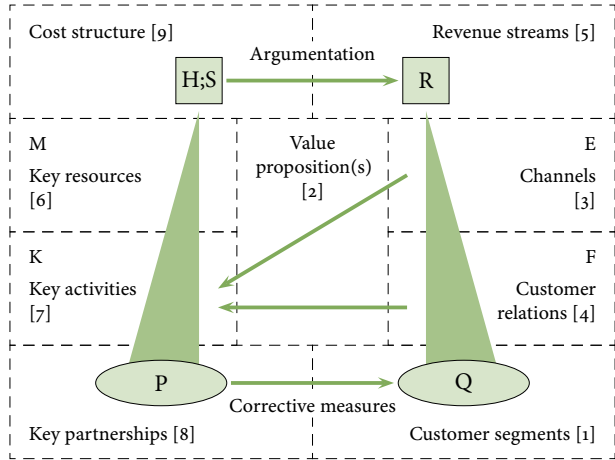 Cost structure [9]
Revenue streams [5]
Argumentation
H;S
R
M
Key resources
[6]
Value
proposition(s)
[2]
E
Channels
[3]
K
Key activities
[7]
F
Customer
relations [4]
P
Q
Corrective measures
Key partnerships [8]
Customer segments [1]